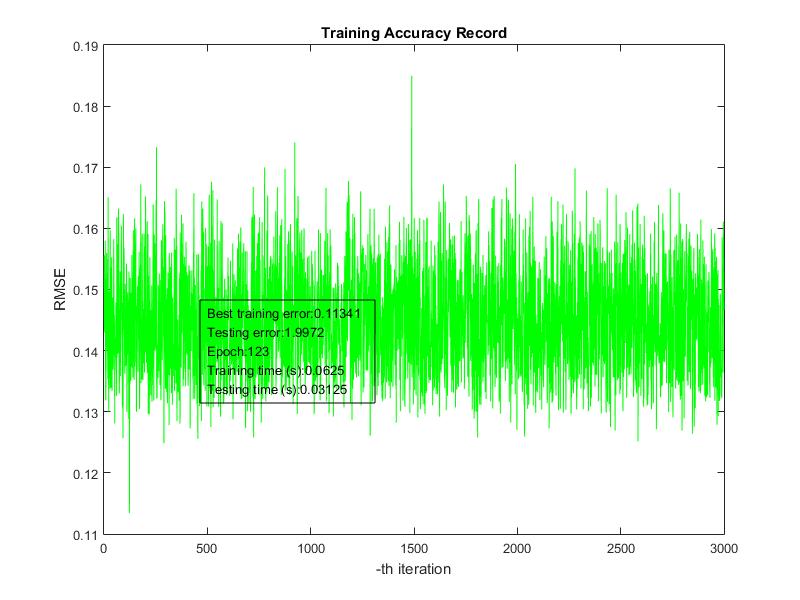 Training Accuracy Record
0.19
0.18
0.17
0.16
0.15
0.14
0.13
0.12
0.11
RMSE
Best training error:0.11341
Testing error:1.9972
Epoch:123
Training time (s):0.0625
Testing time (s):0.03125
0 500 1000 1500 2000 2500 3000
-th iteration